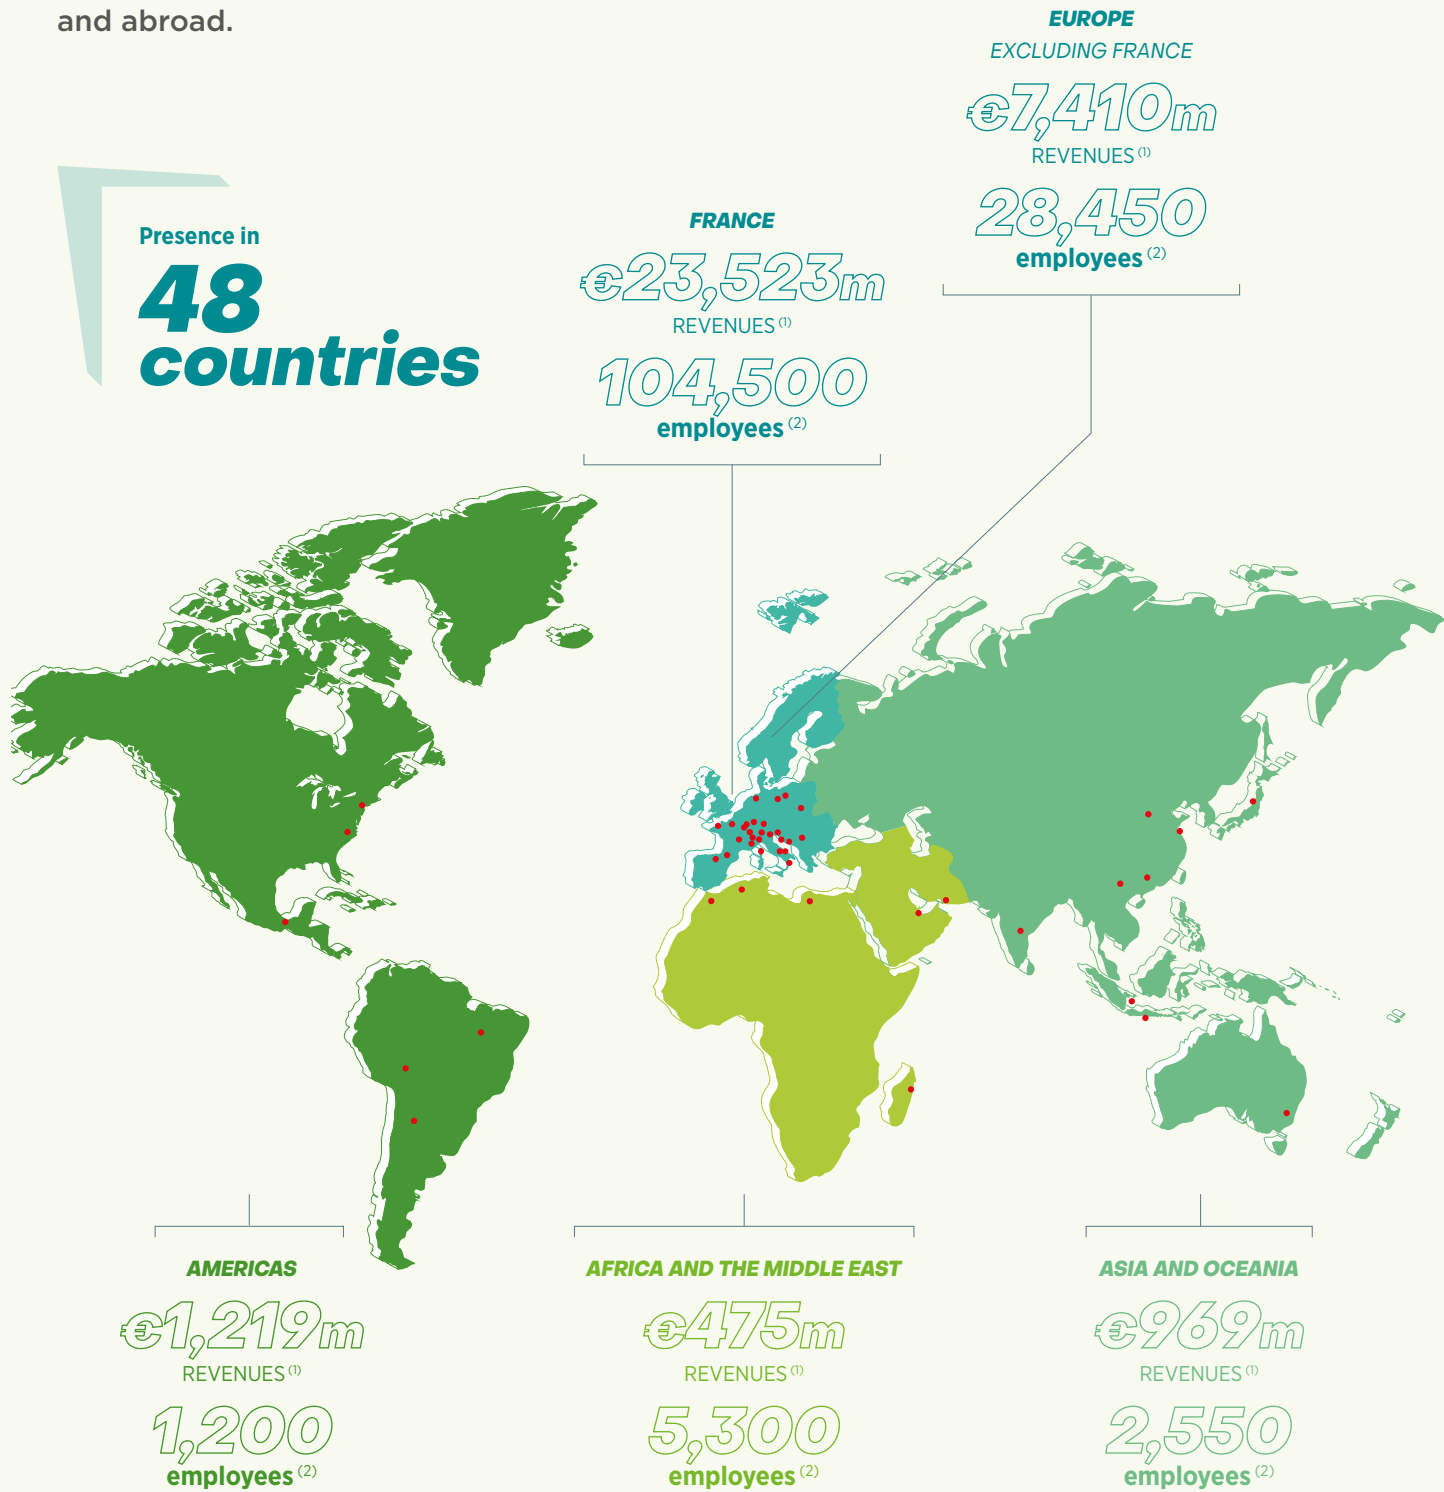 and abroad.
Presence in
48
countries
FRANCE
€23,523m
REVENUES (1)
104,500
employees (2)
EUROPE
EXCLUDING FRANCE
€7,410m
REVENUES (1)
28,450
employees (2)
AMERICAS
€1,219m
REVENUES (1)
1,200
employees (2)
AFRICA AND THE MIDDLE EAST
€475m
REVENUES (1)
5,300
employees (2)
ASIA AND OCEANIA
€969m
REVENUES (1)
2,550
employees (2)